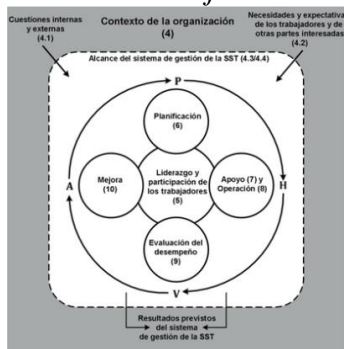 Cuestiones internas
y externas
(4.1)
Contexto de la organización
(4)
Necesidades y expectativa
de los trabajadores y de
otras partes interesadas
(4.2)
Alcance del sistema de gestión de la SST (4.3/4.4)
P
Planificación
(6)
A
Mejora
(10)
Liderazgo y
participación de
los trabajadores
(5)
Apoyo (7) y
Operación (8)
H
Evaluación del
desempeño
(9)
V
Resultados previstos
del sistema
de gestión de la SST